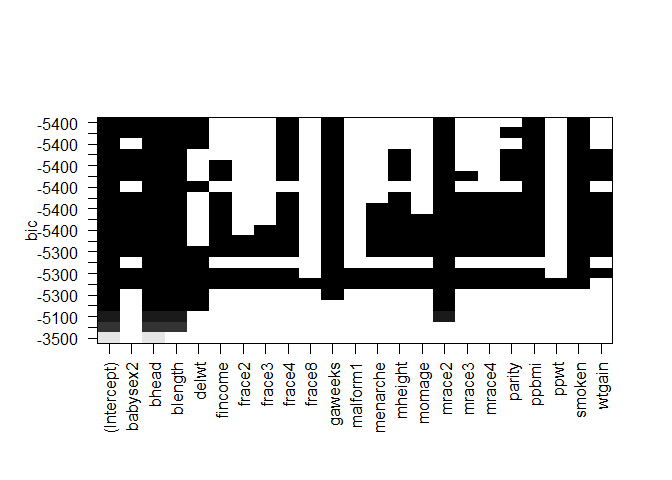 -5400
-5400
-5400
-5400
-5400
-5300
-5300
-5300
-5100
-3500
bic
(Intercept)
babysex2
bhead
blength
delwt
fincome
frace2
frace3
frace4
frace8
gaweeks
malform1
menarche
mheight
momage
mrace2
mrace3
mrace4
parity
ppbmi
ppwt
smoken
wtgain